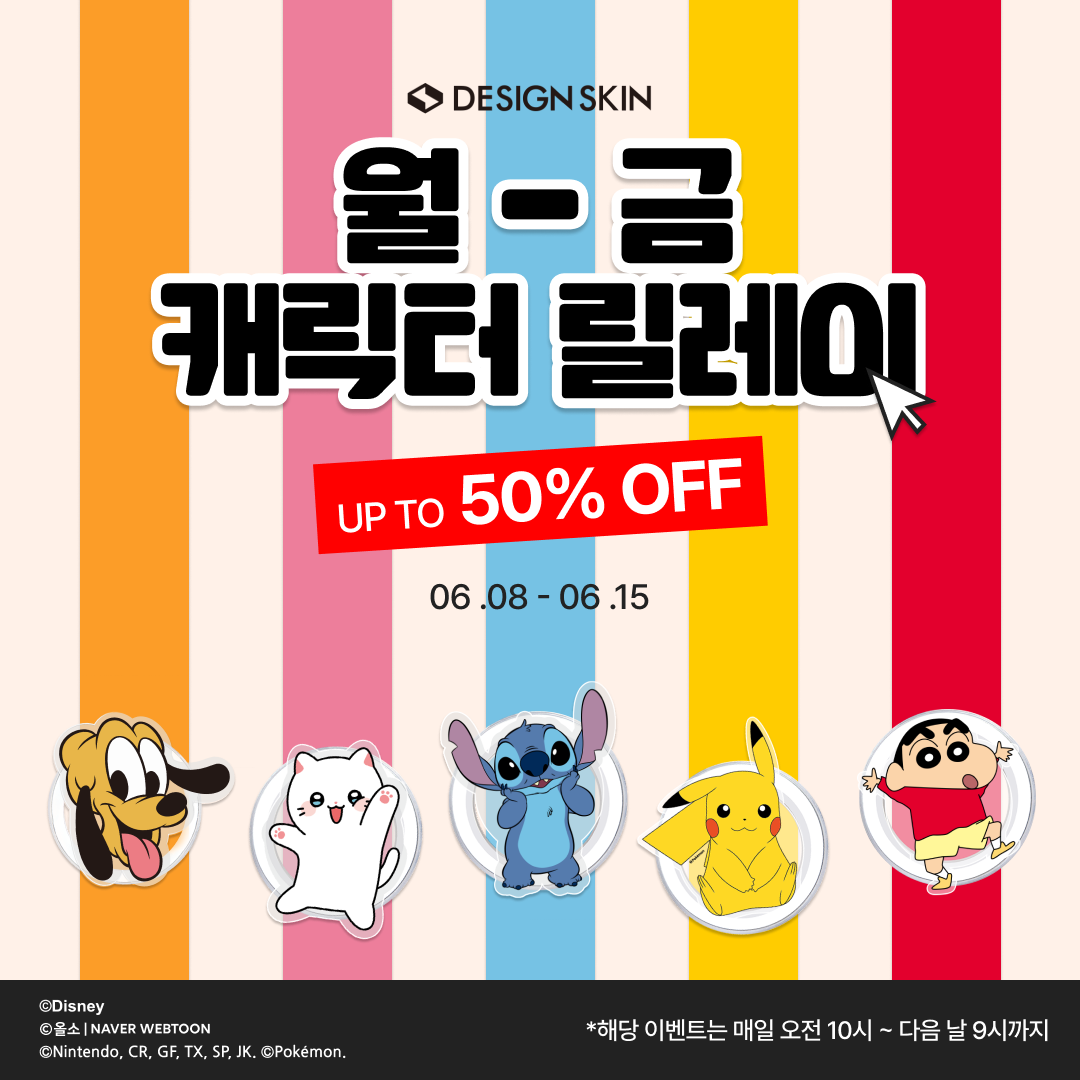 DESIGN SKIN
월 - 금
캐릭터 릴레이
UP TO 50% OFF
06 .08 - 06 .15
©Disney
©올소 | NAVER WEBTOON
©Nintendo, CR, GF, TX, SP, JK. ©Pokémon.
*해당 이벤트는 매일 오전 10시 ~ 다음 날 9시까지